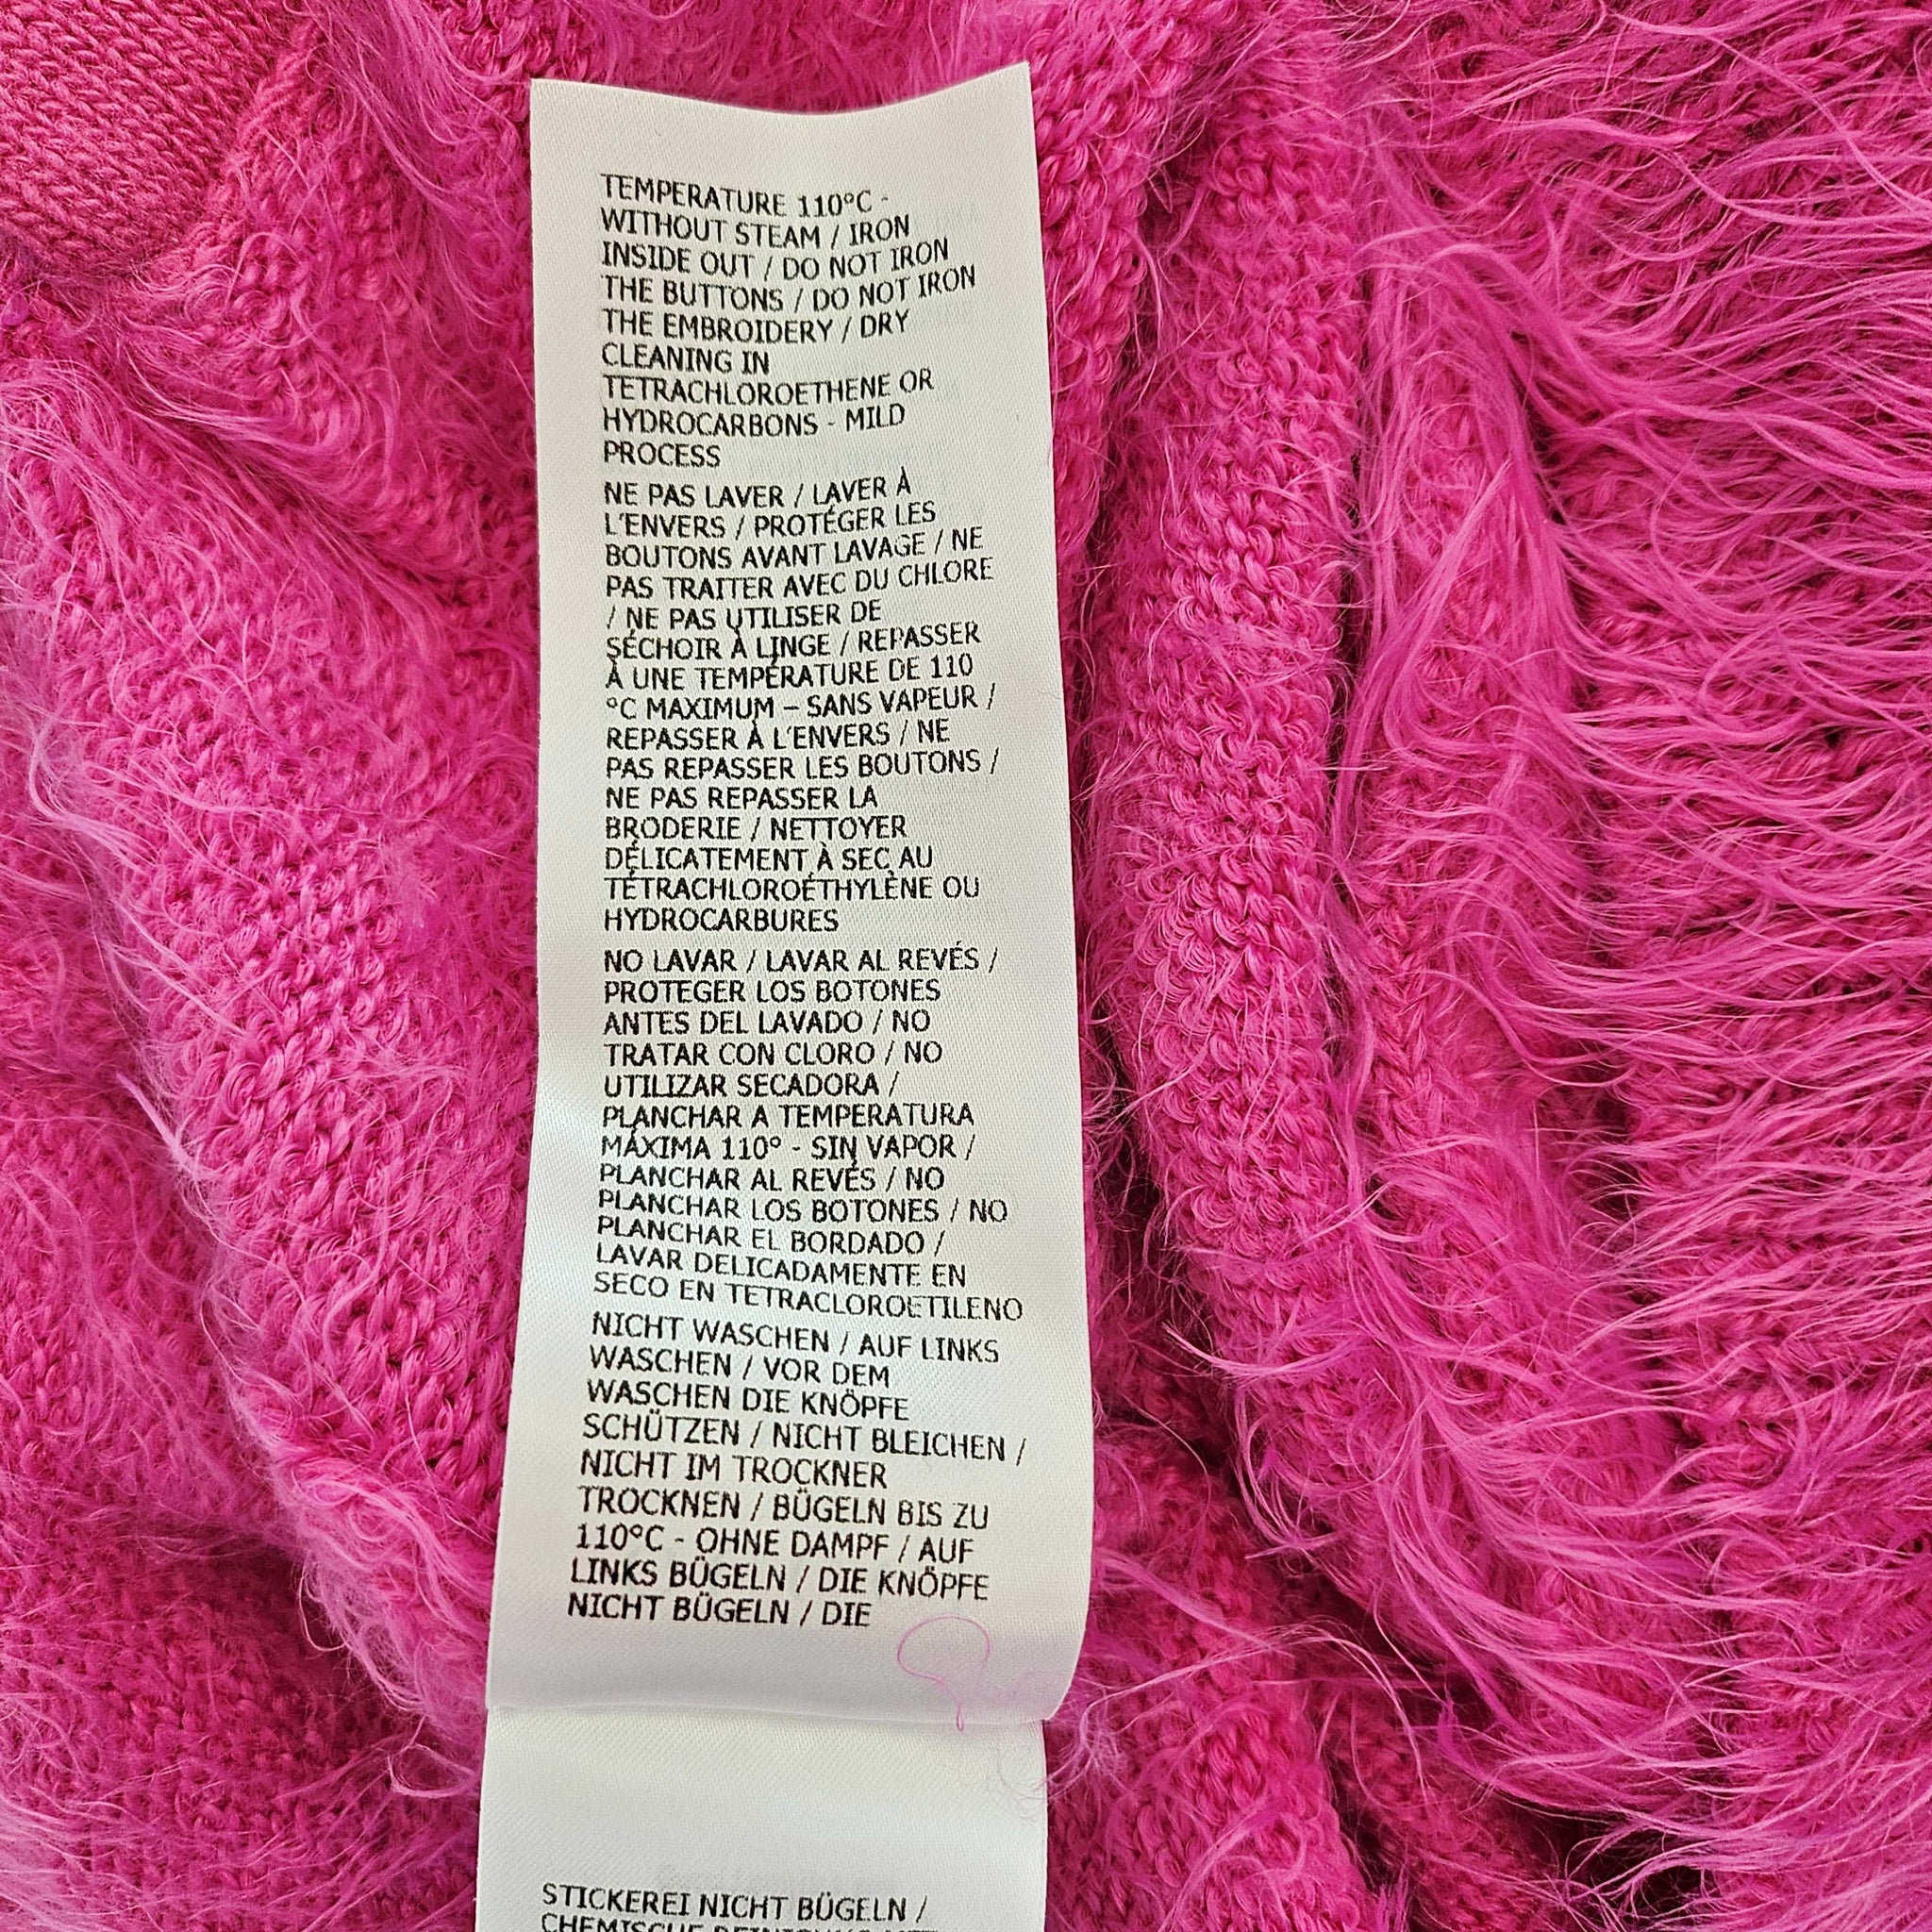 TEMPERATURE 110°C -
WITHOUT STEAM / IRON
INSIDE OUT / DO NOT IRON
THE BUTTONS / DO NOT IRON
THE EMBROIDERY / DRY
CLEANING IN
TETRACHLOROETHENE OR
HYDROCARBONS - MILD
PROCESS
NE PAS LAVER / LAVER À
L'ENVERS / PROTÉGER LES
BOUTONS AVANT LAVAGE / NE
PAS TRAITER AVEC DU CHLORE
/ NE PAS UTILISER DE
SÉCHOIR À LINGE / REPASSER
À UNE TEMPÉRATURE DE 110
°C MAXIMUM – SANS VAPEUR /
REPASSER À L'ENVERS / NE
PAS REPASSER LES BOUTONS /
NE PAS REPASSER LA
BRODERIE / NETTOYER
DÉLICATEMENT À SEC AU
TÉTRACHLOROÉTHYLÈNE OU
HYDROCARBURES
NO LAVAR / LAVAR AL REVÉS /
PROTEGER LOS BOTONES
ANTES DEL LAVADO / NO
TRATAR CON CLORO / NO
UTILIZAR SECADORA /
PLANCHAR A TEMPERATURA
MÁXIMA 110° - SIN VAPOR /
PLANCHAR AL REVÉS / NO
PLANCHAR LOS BOTONES / NO
PLANCHAR EL BORDADO /
LAVAR DELICADAMENTE EN
SECO EN TETRACLOROETILENO
NICHT WASCHEN / AUF LINKS
WASCHEN / VOR DEM
WASCHEN DIE KNÖPFE
SCHÜTZEN / NICHT BLEICHEN /
NICHT IM TROCKNER
TROCKNEN / BÜGELN BIS ZU
110°C - OHNE DAMPF / AUF
LINKS BÜGELN / DIE KNÖPFE
NICHT BÜGELN / DIE
STICKEREI NICHT BÜGELN /
CHEMISCHE REINIGUNG